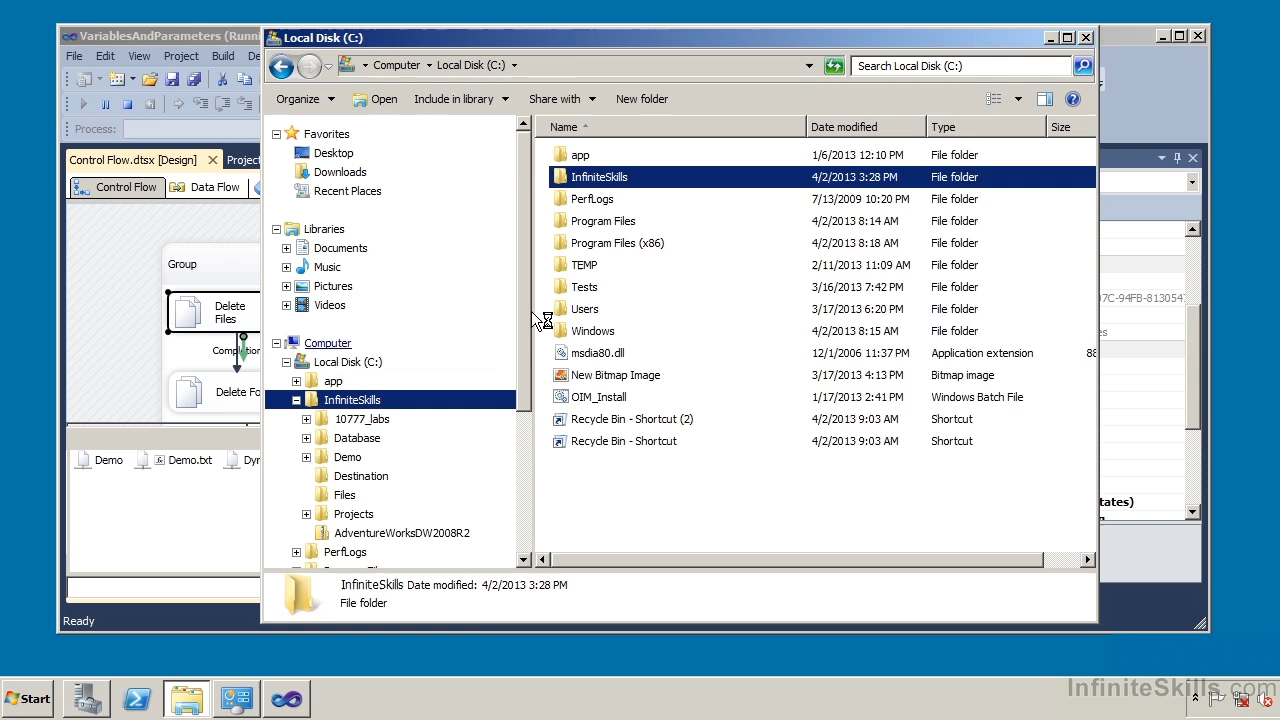 VariablesAndParameters (Runni
Local Disk (C:)
File Edit View Project Build De
Computer Local Disk (C:)
Search Local Disk (C:)
Organize Open Include in library Share with New folder
Process:
Control Flow.dtsx [Design] Project
Control Flow Data Flow
Group
Delete
Files
Completion
Delete Fo
Demo Demo.txt Dyn
Ready
Favorites
Desktop
Downloads
Recent Places
Libraries
Documents
Music
Pictures
Videos
Computer
Local Disk (C:)
app
InfiniteSkills
10777_labs
Database
Demo
Destination
Files
Projects
AdventureWorksDW2008R2
PerfLogs
Name Date modified Type Size
app 1/6/2013 12:10 PM File folder
InfiniteSkills 4/2/2013 3:28 PM File folder
PerfLogs 7/13/2009 10:20 PM File folder
Program Files 4/2/2013 8:14 AM File folder
Program Files (x86) 4/2/2013 8:18 AM File folder
TEMP 2/11/2013 11:09 AM File folder
Tests 3/16/2013 7:42 PM File folder
Users 3/17/2013 6:20 PM File folder
Windows 4/2/2013 8:15 AM File folder
msdia80.dll 12/1/2006 11:37 PM Application extension 88
New Bitmap Image 3/17/2013 4:13 PM Bitmap image
OIM_Install 1/17/2013 2:41 PM Windows Batch File
Recycle Bin - Shortcut (2) 4/2/2013 9:03 AM Shortcut
Recycle Bin - Shortcut 4/2/2013 9:03 AM Shortcut
InfiniteSkills Date modified: 4/2/2013 3:28 PM
File folder
07C-94FB-813054
es
tates)
Start
InfiniteSkills.com